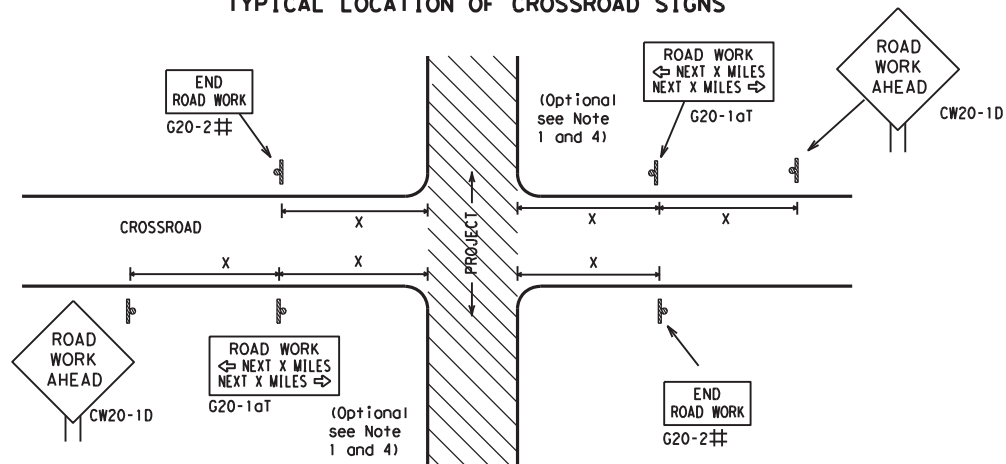 TYPICAL LOCATION OF CROSSROAD SIGNS
END
ROAD WORK
G20-2#
(Optional
see Note
1 and 4)
ROAD WORK
⇦ NEXT X MILES
NEXT X MILES ⇨
G20-1aT
ROAD
WORK
AHEAD
CW20-1D
X
X
X
CROSSROAD
PROJECT
X
X
X
ROAD
WORK
AHEAD
CW20-1D
ROAD WORK
⇦ NEXT X MILES
NEXT X MILES ⇨
G20-1aT
(Optional
see Note
1 and 4)
END
ROAD WORK
G20-2#